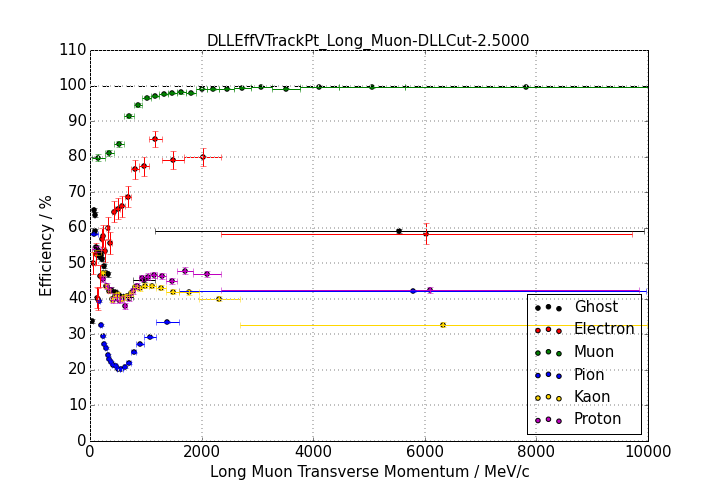 DLLEffVTrackPt_Long_Muon-DLLCut-2.5000
110
100
90
80
70
60
50
40
30
20
10
0
Efficiency / %
0 2000 4000 6000 8000 10000
Long Muon Transverse Momentum / MeV/c
Ghost
Electron
Muon
Pion
Kaon
Proton